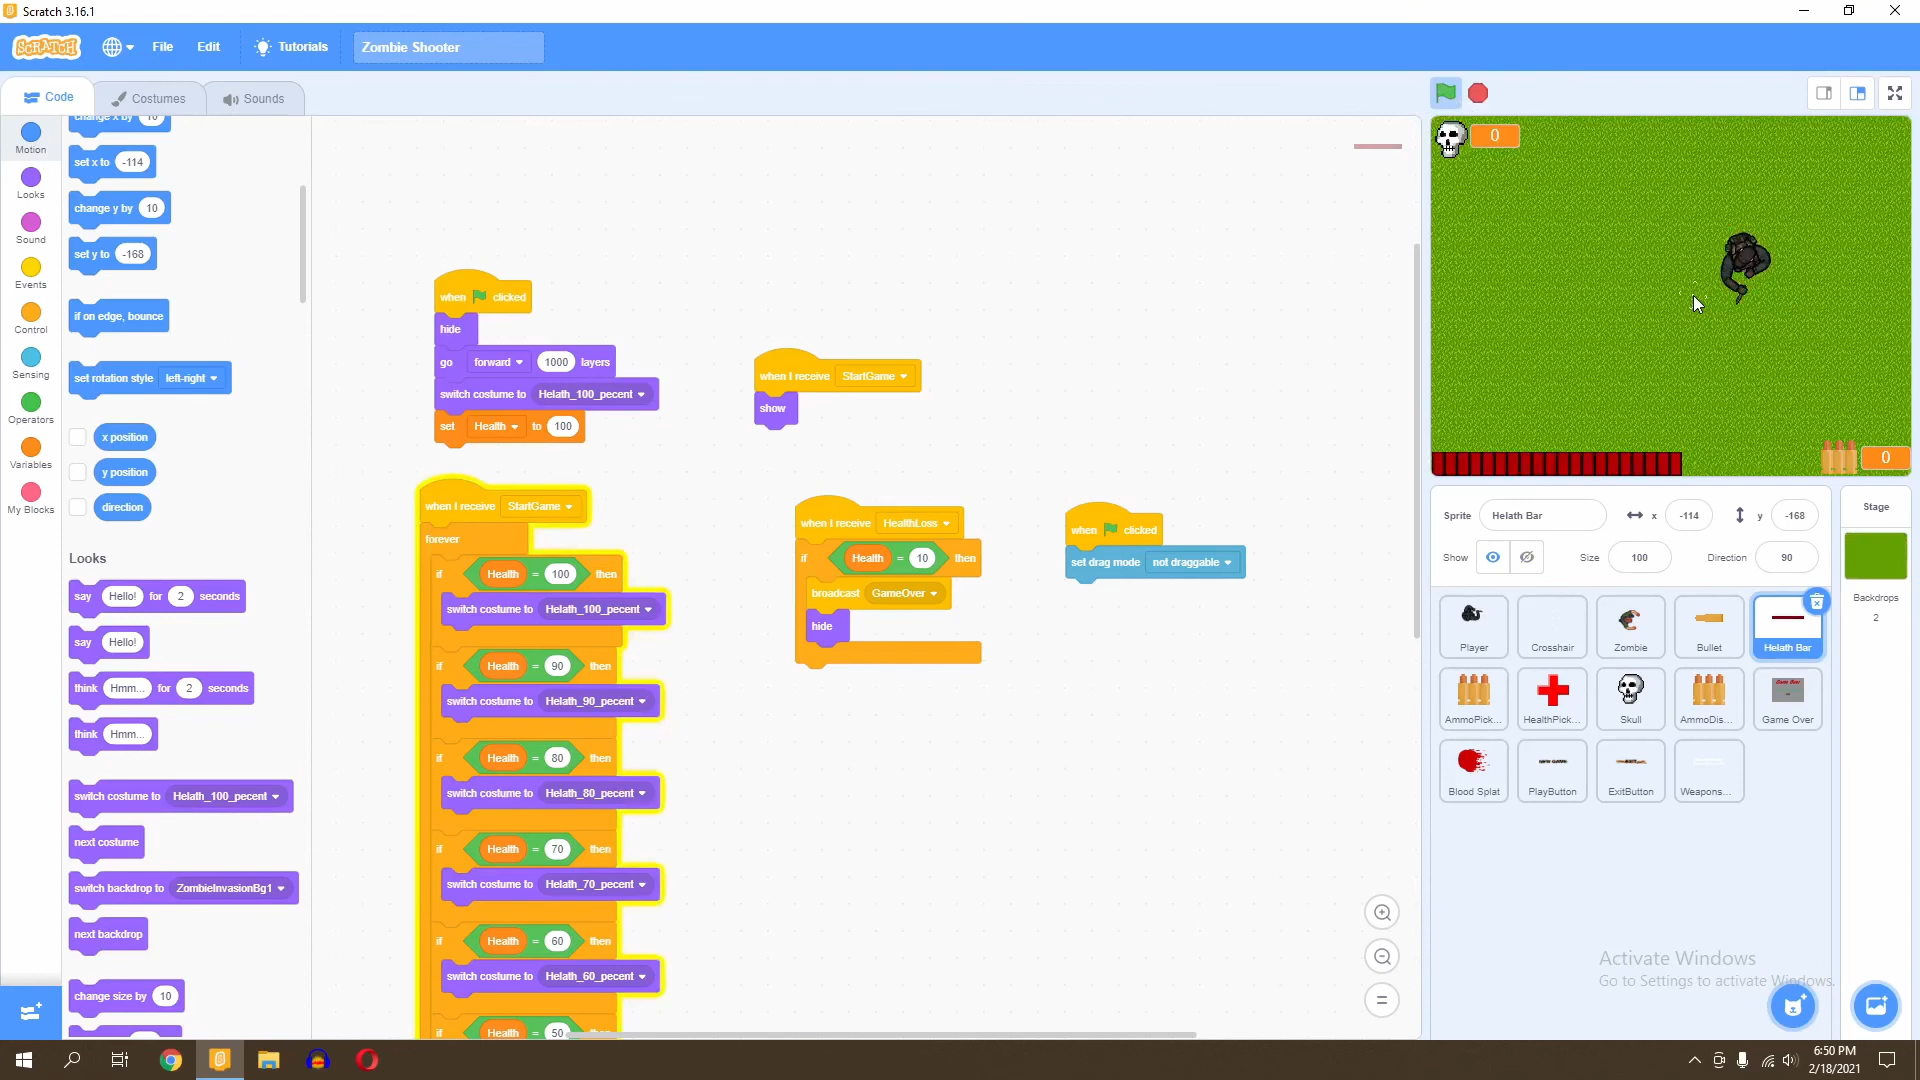 Scratch 3.16.1
SCRATCH
File
Edit
Tutorials
Zombie Shooter
Code
Costumes
Sounds
Motion
Looks
Sound
Events
Control
Sensing
Operators
Variables
My Blocks
change x by 10
set x to -114
change y by 10
set y to -168
if on edge, bounce
set rotation style left-right
x position
y position
direction
Looks
say Hello! for 2 seconds
say Hello!
think Hmm... for 2 seconds
think Hmm...
switch costume to Helath_100_pecent
next costume
switch backdrop to ZombieInvasionBg1
next backdrop
change size by 10
when clicked
hide
go forward 1000 layers
switch costume to Helath_100_pecent
set Health to 100
when I receive StartGame
show
when I receive StartGame
forever
if Health = 100 then
switch costume to Helath_100_pecent
if Health = 90 then
switch costume to Helath_90_pecent
if Health = 80 then
switch costume to Helath_80_pecent
if Health = 70 then
switch costume to Helath_70_pecent
if Health = 60 then
switch costume to Helath_60_pecent
if Health = 50 then
when I receive HealthLoss
if Health = 10 then
broadcast GameOver
hide
when clicked
set drag mode not draggable
0
0
Sprite Helath Bar x -114 y -168
Show Size 100 Direction 90
Player
Crosshair
Zombie
Bullet
Helath Bar
AmmoPick...
HealthPick...
Skull
AmmoDis...
Game Over
Blood Splat
PlayButton
ExitButton
Weapons...
Stage
Backdrops
2
Activate Windows
Go to Settings to activate Windows.
6:50 PM
2/18/2021